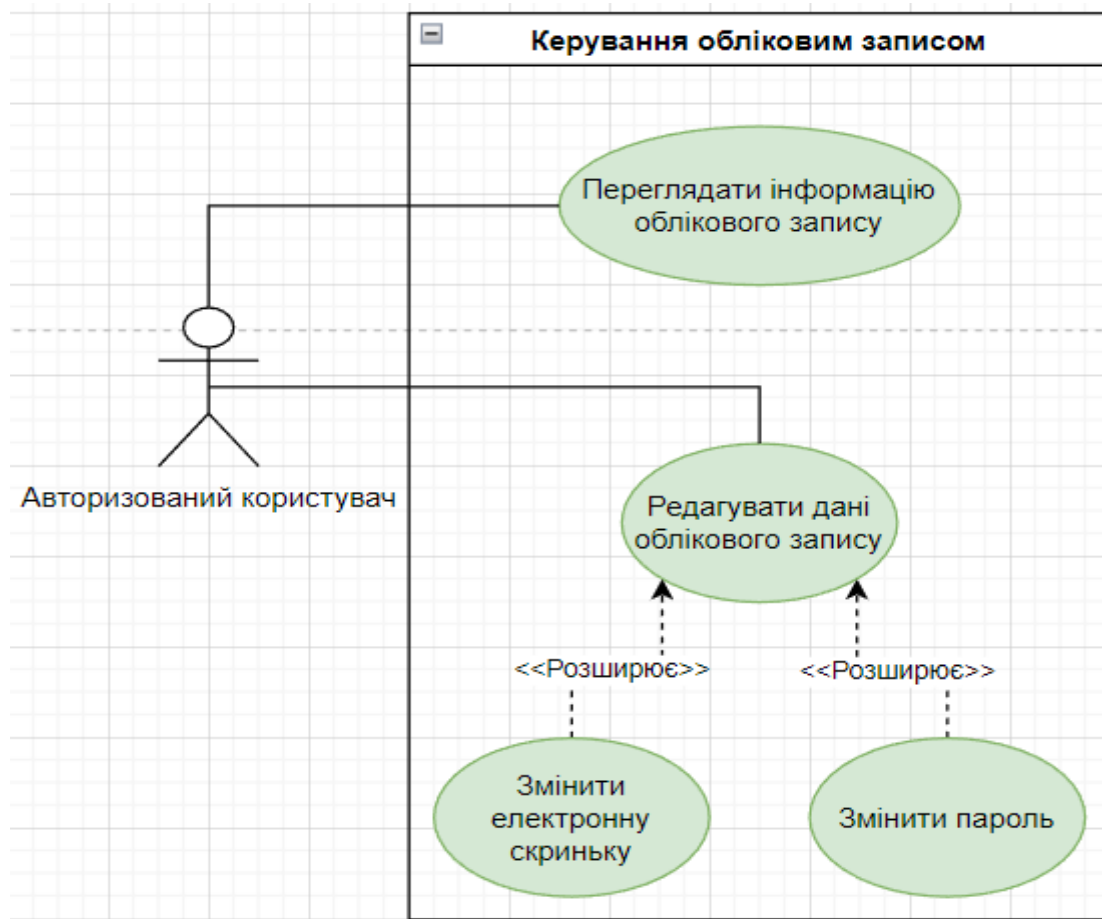 Керування обліковим записом
Переглядати інформацію
облікового запису
Авторизований користувач
Редагувати дані
облікового запису
<<Розширює>>
<<Розширює>>
Змінити
електронну
скриньку
Змінити пароль